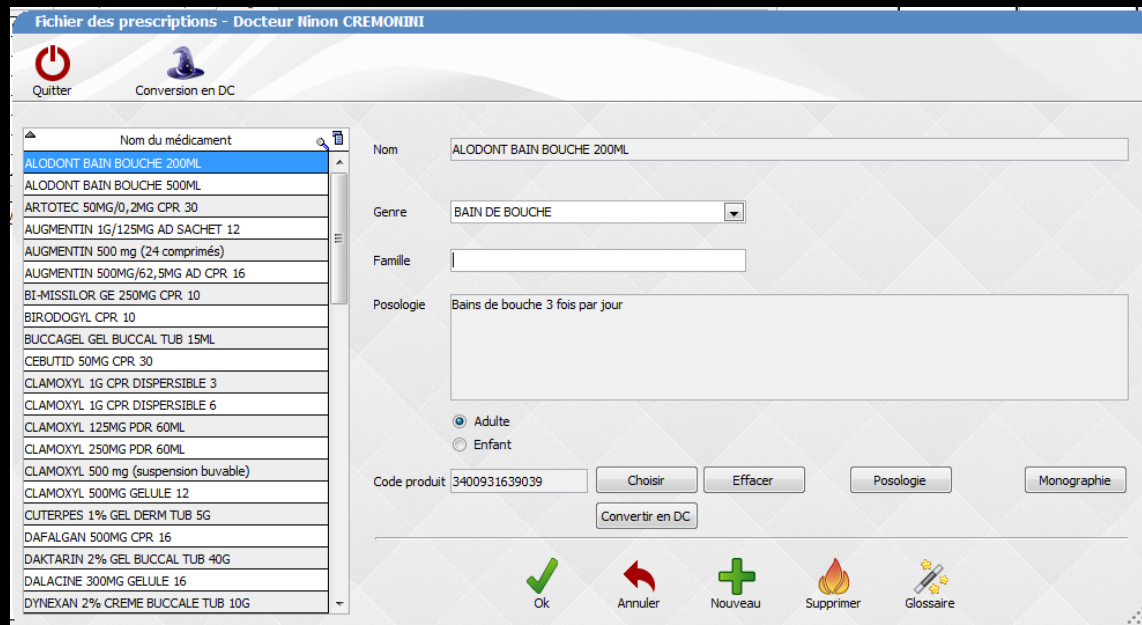 Fichier des prescriptions - Docteur Ninon CREMONINI
Quitter
Conversion en DC
Nom du médicament
ALODONT BAIN BOUCHE 200ML
ALODONT BAIN BOUCHE 500ML
ARTOTEC 50MG/0,2MG CPR 30
AUGMENTIN 1G/125MG AD SACHET 12
AUGMENTIN 500 mg (24 comprimés)
AUGMENTIN 500MG/62,5MG AD CPR 16
BI-MISSILOR GE 250MG CPR 10
BIRODOGYL CPR 10
BUCCAGEL GEL BUCCAL TUB 15ML
CEBUTID 50MG CPR 30
CLAMOXYL 1G CPR DISPERSIBLE 3
CLAMOXYL 1G CPR DISPERSIBLE 6
CLAMOXYL 125MG PDR 60ML
CLAMOXYL 250MG PDR 60ML
CLAMOXYL 500 mg (suspension buvable)
CLAMOXYL 500MG GELULE 12
CUTERPES 1% GEL DERM TUB 5G
DAFALGAN 500MG CPR 16
DAKTARIN 2% GEL BUCCAL TUB 40G
DALACINE 300MG GELULE 16
DYNEXAN 2% CREME BUCCALE TUB 10G
Nom
ALODONT BAIN BOUCHE 200ML
Genre
BAIN DE BOUCHE
Famille
Posologie
Bains de bouche 3 fois par jour
Adulte
Enfant
Code produit
3400931639039
Choisir
Effacer
Posologie
Monographie
Convertir en DC
Ok
Annuler
Nouveau
Supprimer
Glossaire